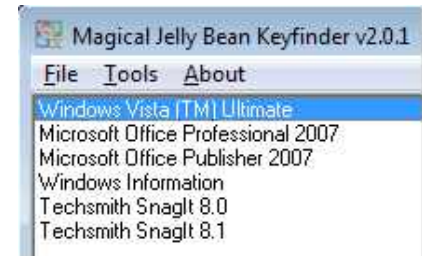 Magical Jelly Bean Keyfinder v2.0.1
File Tools About
Windows Vista (TM) Ultimate
Microsoft Office Professional 2007
Microsoft Office Publisher 2007
Windows Information
Techsmith SnagIt 8.0
Techsmith SnagIt 8.1